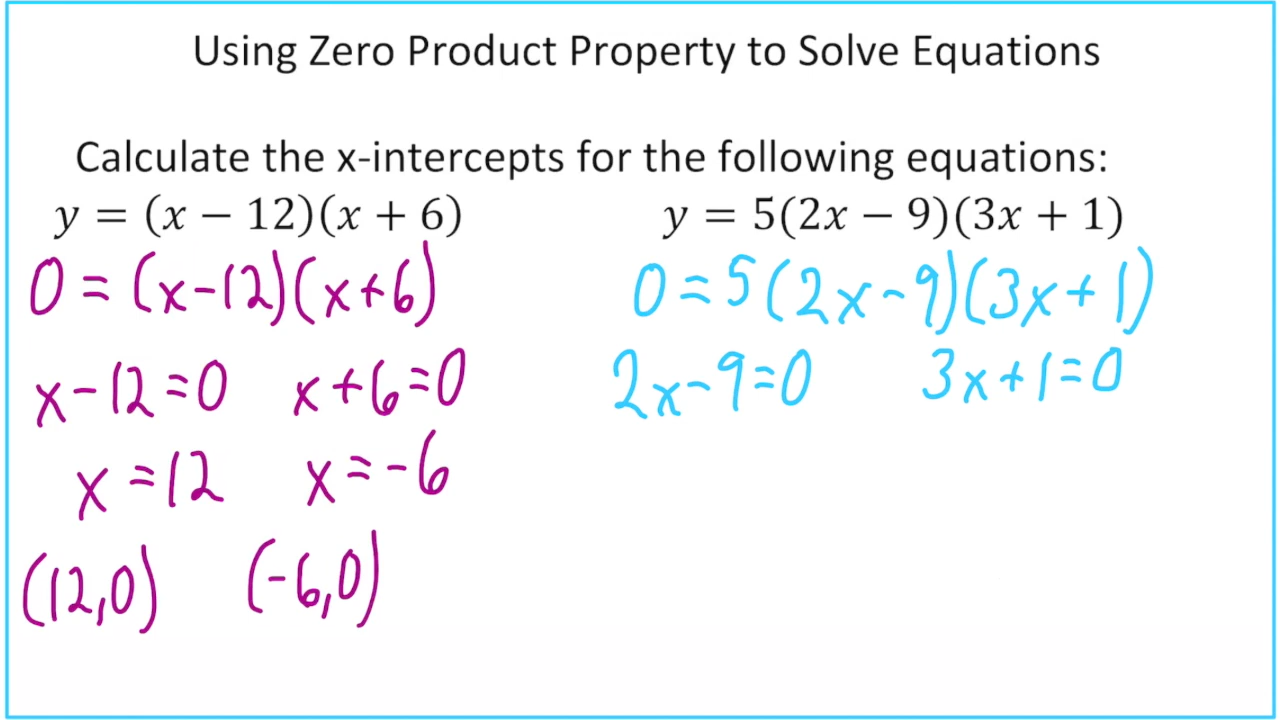 Using Zero Product Property to Solve Equations
Calculate the x-intercepts for the following equations:
y = (x − 12)(x + 6)
0 = (x-12)(x+6)
x-12=0 x+6=0
x=12 x=-6
(12,0) (-6,0)
y = 5(2x − 9)(3x + 1)
0=5(2x-9)(3x+1)
2x-9=0 3x+1=0